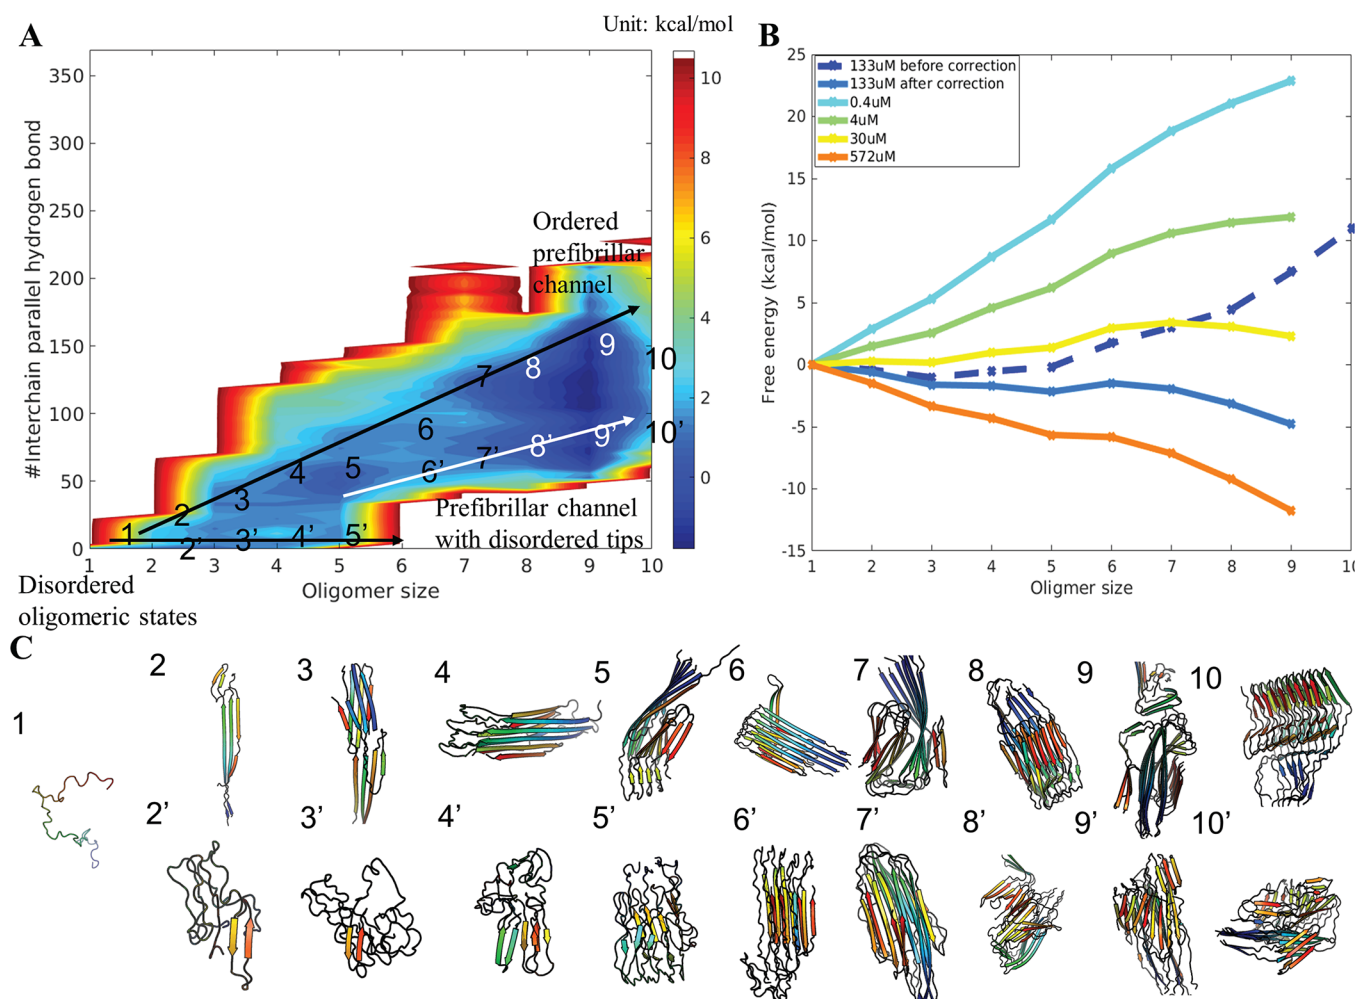 A
Unit: kcal/mol
B
350
300
250
200
150
100
50
0
#Interchain parallel hydrogen bond
1 2 3 4 5 6 7 8 9 10
Oligomer size
10
8
6
4
2
0
Ordered
prefibrillar
channel
Prefibrillar channel
with disordered tips
Disordered
oligomeric states
1 2 3 4 5 6 7 8 9 10
2' 3' 4' 5' 6' 7' 8' 9' 10'
25
20
15
10
5
0
-5
-10
-15
Free energy (kcal/mol)
133uM before correction
133uM after correction
0.4uM
4uM
30uM
572uM
1 2 3 4 5 6 7 8 9 10
Oligmer size
C
1 2 3 4 5 6 7 8 9 10
2' 3' 4' 5' 6' 7' 8' 9' 10'